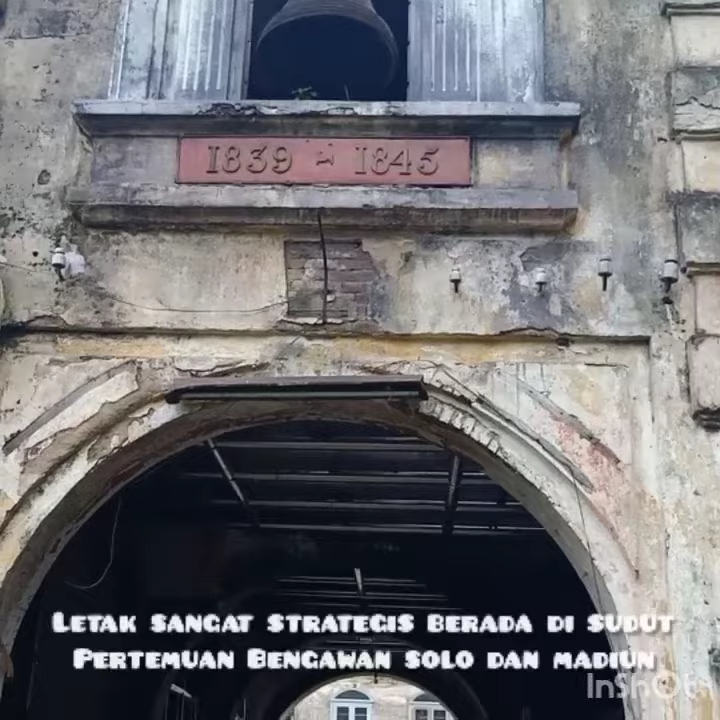 1839 - 1845
LETAK SANGAT STRATEGIS BERADA DI SUDUT
PERTEMUAN BENGAWAN SOLO DAN MADIUN
InShOt